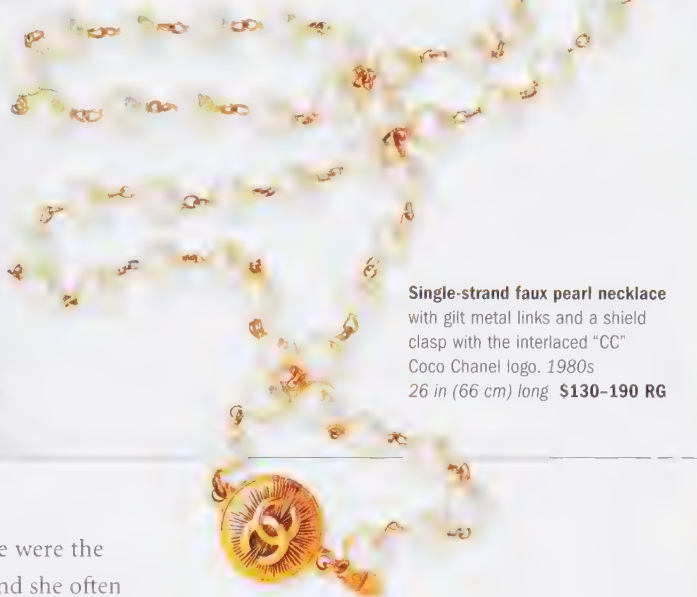 Single-strand faux pearl necklace
with gilt metal links and a shield
clasp with the interlaced “CC”
Coco Chanel logo. 1980s
26 in (66 cm) long $130–190 RG
e were the
nd she often